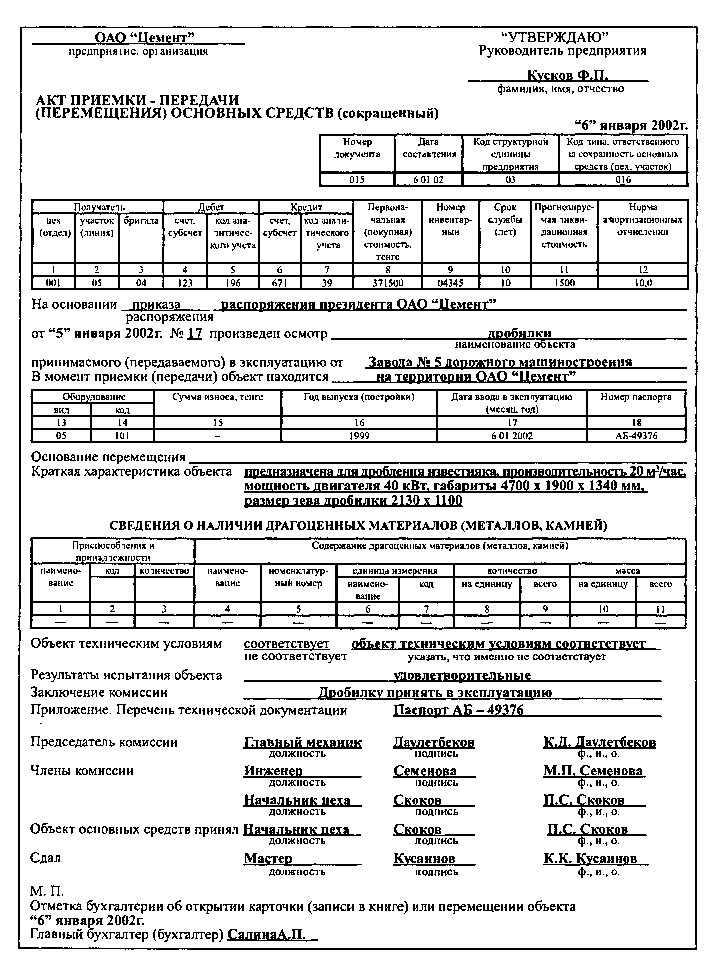 ОАО “Цемент” “УТВЕРЖДАЮ”
предприятие, организация Руководитель предприятия
Кусков Ф.П.
фамилия, имя, отчество
АКТ ПРИЕМКИ - ПЕРЕДАЧИ
(ПЕРЕМЕЩЕНИЯ) ОСНОВНЫХ СРЕДСТВ (сокращенный)
“6” января 2002г.
Номер документа Дата составления Код структурной единицы предприятия Код типа. ответственного за сохранность основных средств (цех, участок)
015 6 01 02 03 016
Получатель Дебет Кредит Первоначальная (покупная) стоимость, тенге Номер инвентарный Срок службы (лет) Прогнозируемая ликвидационная стоимость Норма амортизационных отчислений
цех (отдел) участок (линия) бригада счет, субсчет код аналитического учета счет, субсчет код аналитического учета
1 2 3 4 5 6 7 8 9 10 11 12
001 05 04 123 196 671 39 371500 04345 10 1500 10,0
На основании приказа распоряжения президента ОАО “Цемент”
распоряжения
от “5” января 2002г. № 17 произведен осмотр дробилки
наименование объекта
принимаемого (передаваемого) в эксплуатацию от Завода № 5 дорожного машиностроения
В момент приемки (передачи) объект находится на территории ОАО “Цемент”
Оборудование Сумма износа, тенге Год выпуска (постройки) Дата ввода в эксплуатацию (месяц, год) Номер паспорта
вид код
13 14 15 16 17 18
05 101 – 1999 6 01 2002 АБ-49376
Основание перемещения
Краткая характеристика объекта предназначена для дробления известняка, производительность 20 м³/час,
мощность двигателя 40 кВт, габариты 4700 х 1900 х 1340 мм,
размер зева дробилки 2130 х 1100
СВЕДЕНИЯ О НАЛИЧИИ ДРАГОЦЕННЫХ МАТЕРИАЛОВ (МЕТАЛЛОВ, КАМНЕЙ)
Приспособления и принадлежности Содержание драгоценных материалов (металлов, камней)
наименование код количество наименование номенклатурный номер единица измерения количество масса
наименование код на единицу всего на единицу всего
1 2 3 4 5 6 7 8 9 10 11
— — — — — — — — — — —
Объект техническим условиям соответствует объект техническим условиям соответствует
не соответствует указать, что именно не соответствует
Результаты испытания объекта удовлетворительные
Заключение комиссии Дробилку принять в эксплуатацию
Приложение. Перечень технической документации Паспорт АБ – 49376
Председатель комиссии Главный механик Даулетбеков К.Д. Даулетбеков
должность подпись ф., и., о.
Члены комиссии Инженер Семенова М.П. Семенова
должность подпись ф., и., о.
Начальник цеха Скоков П.С. Скоков
должность подпись ф., и., о.
Объект основных средств принял Начальник цеха Скоков П.С. Скоков
должность подпись ф., и., о.
Сдал Мастер Кусаинов К.К. Кусаинов
должность подпись ф., и., о.
М. П.
Отметка бухгалтерии об открытии карточки (записи в книге) или перемещении объекта
“6” января 2002г.
Главный бухгалтер (бухгалтер) СалинаА.П.